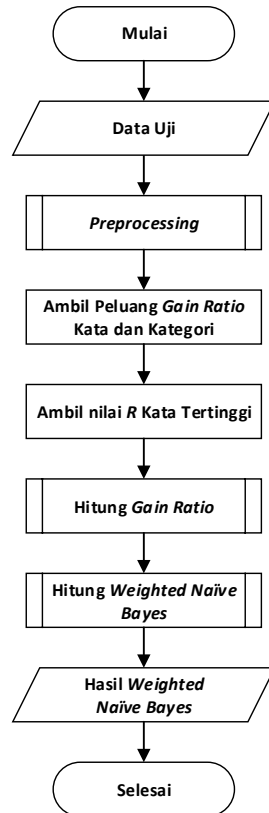 Mulai
Data Uji
Preprocessing
Ambil Peluang Gain Ratio
Kata dan Kategori
Ambil nilai R Kata Tertinggi
Hitung Gain Ratio
Hitung Weighted Naïve
Bayes
Hasil Weighted
Naïve Bayes
Selesai